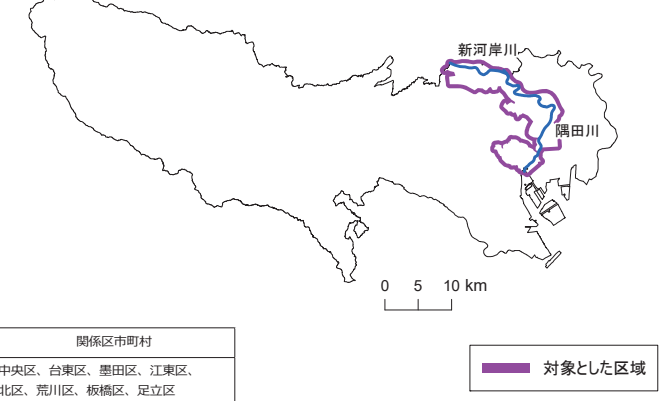 新河岸川
隅田川
0 5 10 km
関係区市町村
中央区、台東区、墨田区、江東区、
北区、荒川区、板橋区、足立区
対象とした区域